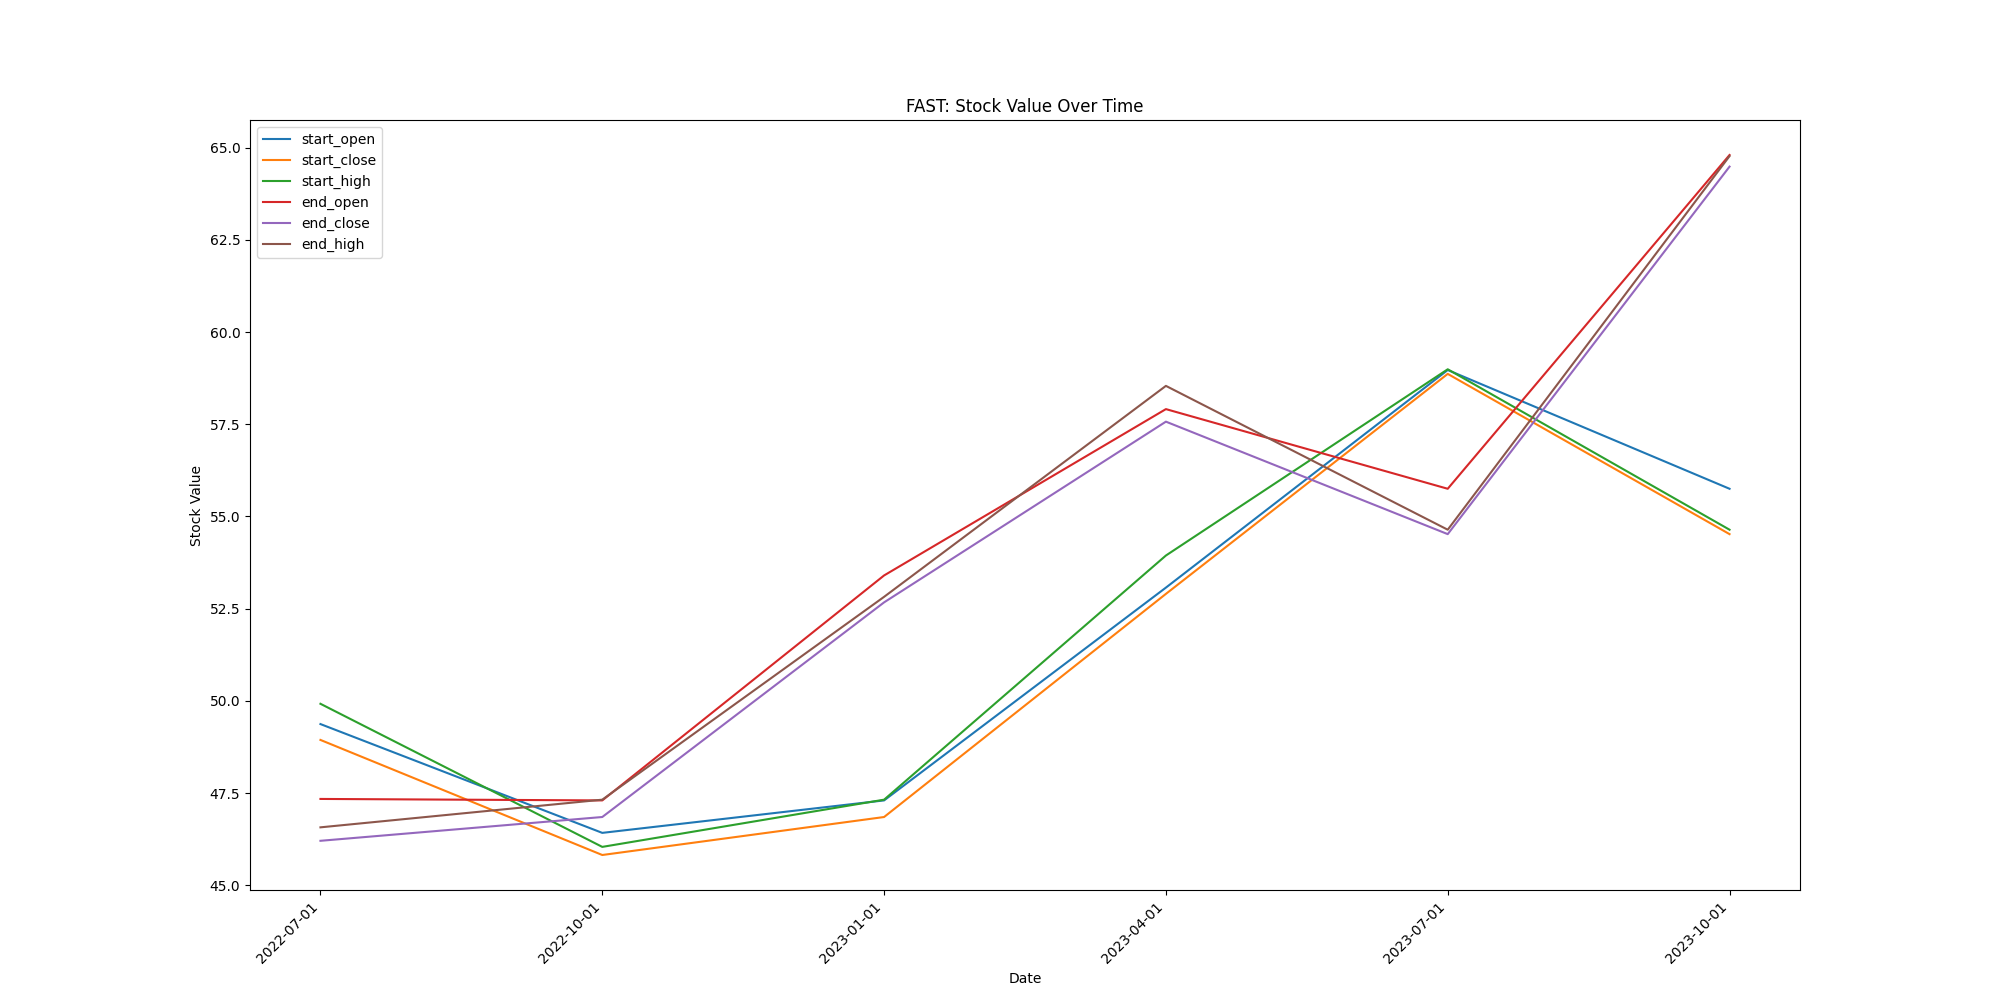 FAST: Stock Value Over Time
start_open
start_close
start_high
end_open
end_close
end_high
65.0
62.5
60.0
57.5
55.0
52.5
50.0
47.5
45.0
Stock Value
2022-07-01
2022-10-01
2023-01-01
2023-04-01
2023-07-01
2023-10-01
Date